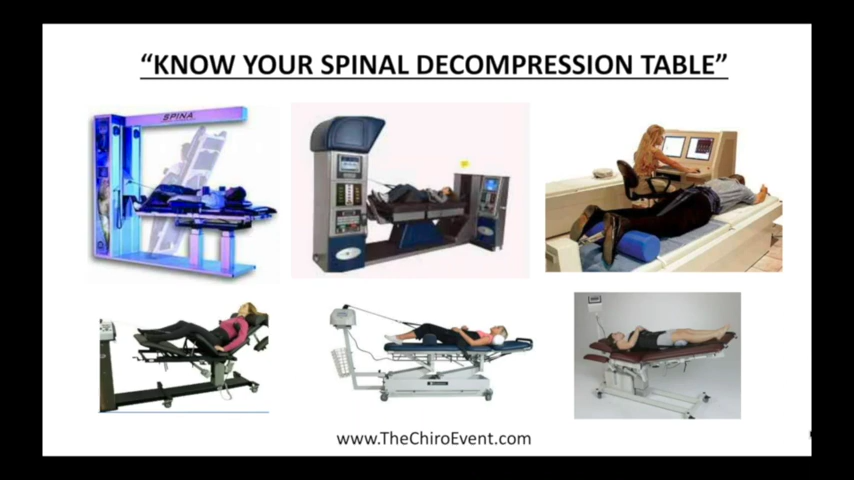 “KNOW YOUR SPINAL DECOMPRESSION TABLE”
SPINA
www.TheChiroEvent.com